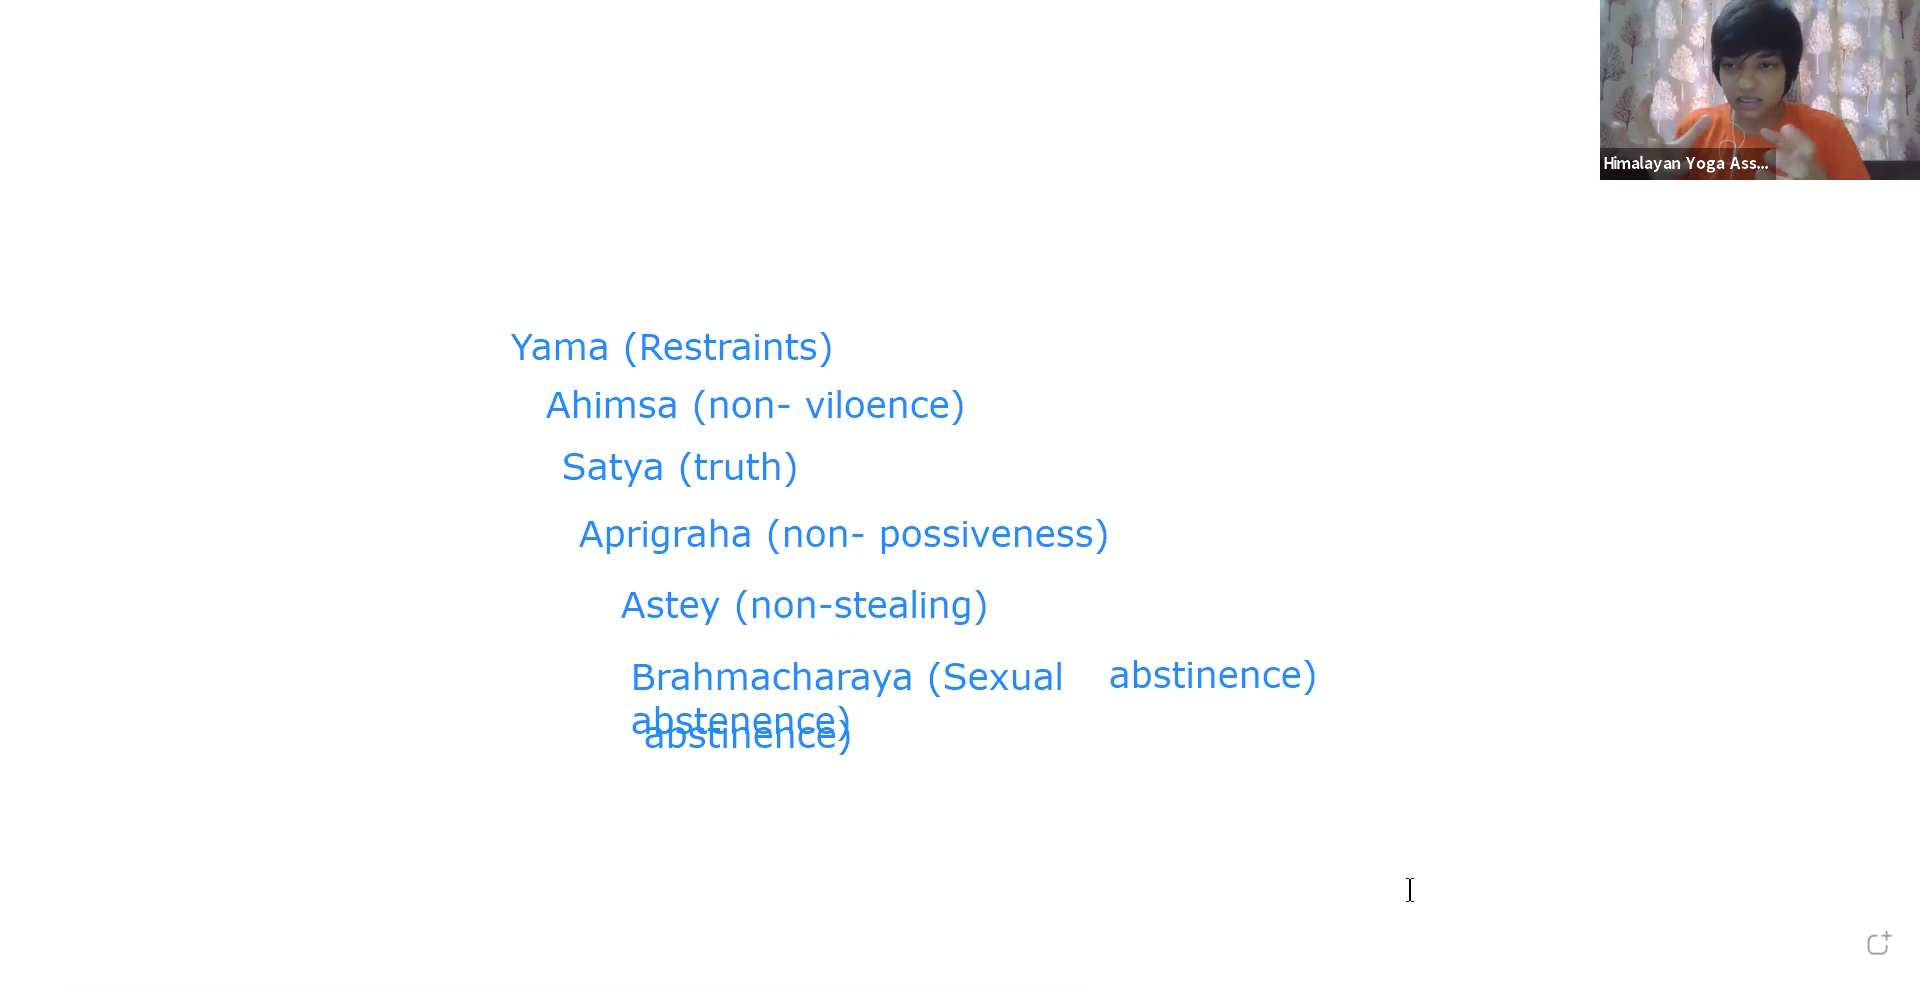 Himalayan Yoga Ass...
Yama (Restraints)
Ahimsa (non- viloence)
Satya (truth)
Aprigraha (non- possiveness)
Astey (non-stealing)
Brahmacharaya (Sexual abstinence)
abstenence)
abstinence)